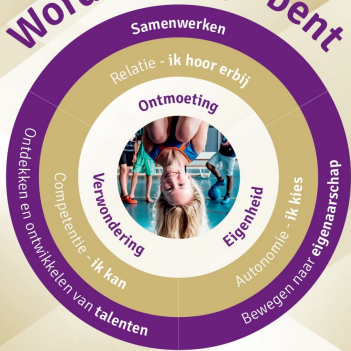 Samenwerken
Relatie - ik hoor erbij
Ontmoeting
Verwondering
Eigenheid
Competentie - ik kan
Autonomie - ik kies
Ontdekken en ontwikkelen van talenten
Bewegen naar eigenaarschap